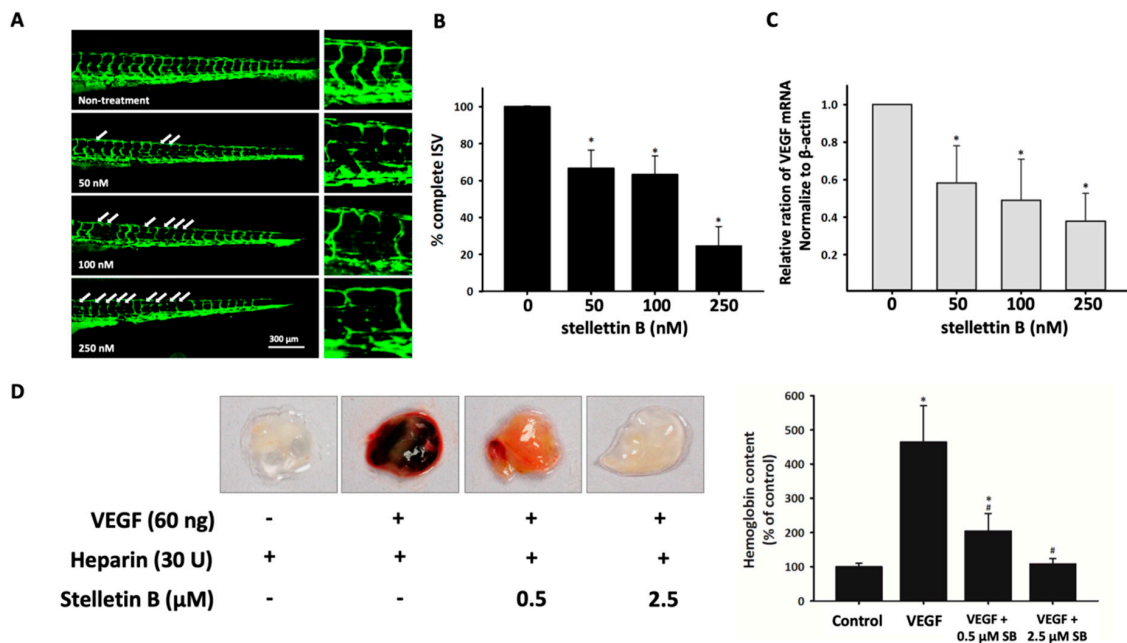 A
Non-treatment
50 nM
100 nM
250 nM
300 µm
B
% complete ISV
100
80
60
40
20
0
0 50 100 250
stellettin B (nM)
*
*
*
C
Relative ration of VEGF mRNA
Normalize to β-actin
1.0
0.8
0.6
0.4
0.2
0 50 100 250
stellettin B (nM)
*
*
*
D
VEGF (60 ng) - + + +
Heparin (30 U) + + + +
Stelletin B (µM) - - 0.5 2.5
Hemoglobin content
(% of control)
600
500
400
300
200
100
0
*
*
#
#
Control VEGF VEGF + VEGF +
0.5 µM SB 2.5 µM SB